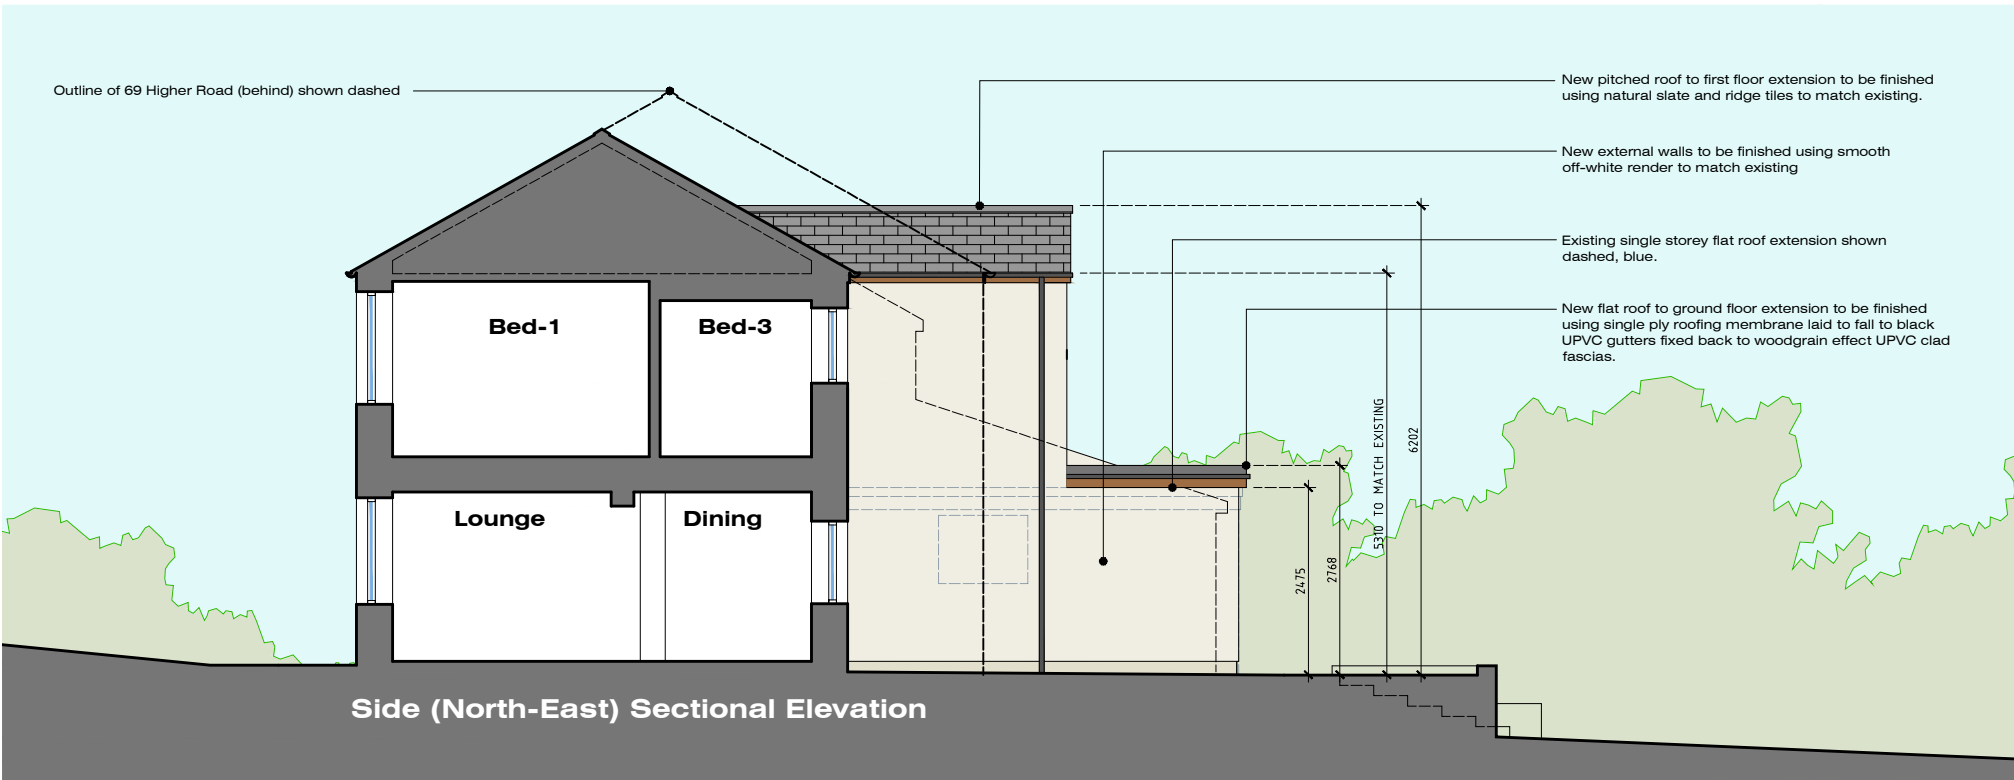 Outline of 69 Higher Road (behind) shown dashed
New pitched roof to first floor extension to be finished
using natural slate and ridge tiles to match existing.
New external walls to be finished using smooth
off-white render to match existing
Existing single storey flat roof extension shown
dashed, blue.
New flat roof to ground floor extension to be finished
using single ply roofing membrane laid to fall to black
UPVC gutters fixed back to woodgrain effect UPVC clad
fascias.
Bed-1
Bed-3
Lounge
Dining
2475
2768
5310 TO MATCH EXISTING
6202
Side (North-East) Sectional Elevation